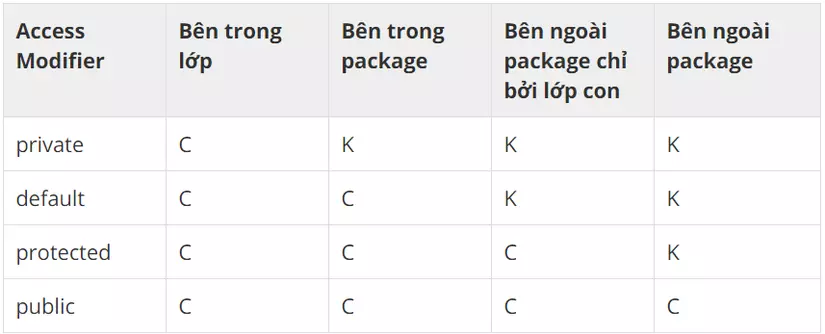 Access Modifier | Bên trong lớp | Bên trong package | Bên ngoài package chỉ bởi lớp con | Bên ngoài package
private | C | K | K | K
default | C | C | K | K
protected | C | C | C | K
public | C | C | C | C